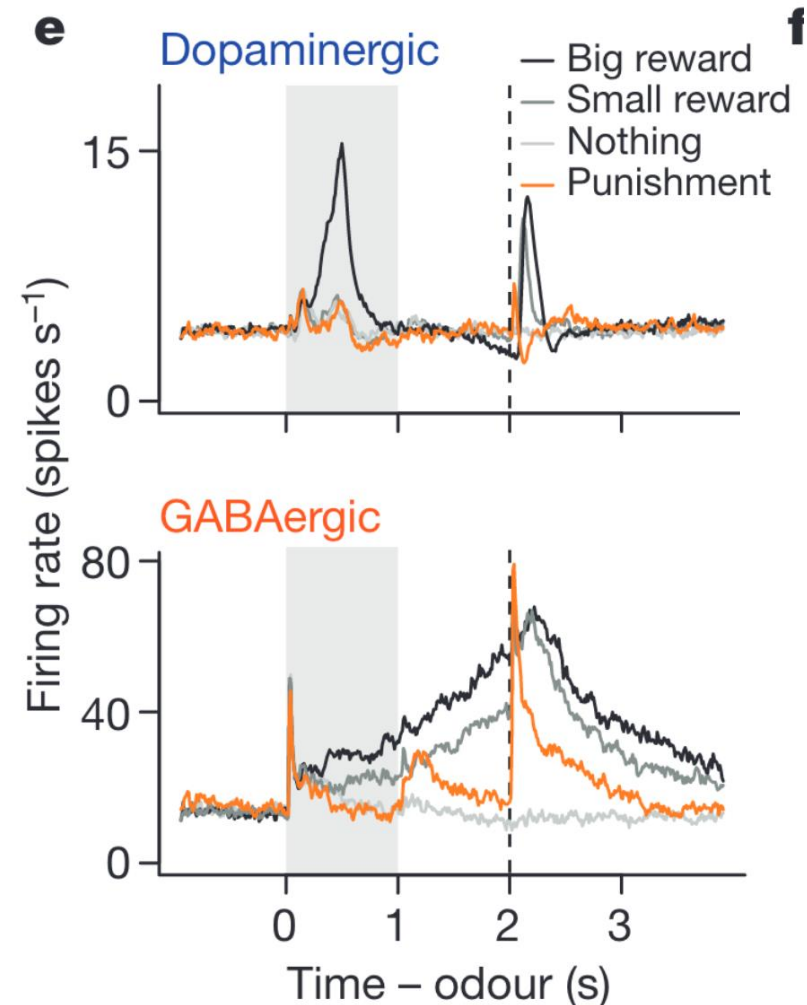 e
f
Dopaminergic
Big reward
Small reward
Nothing
Punishment
15
0
Firing rate (spikes s⁻¹)
GABAergic
80
40
0
0 1 2 3
Time – odour (s)